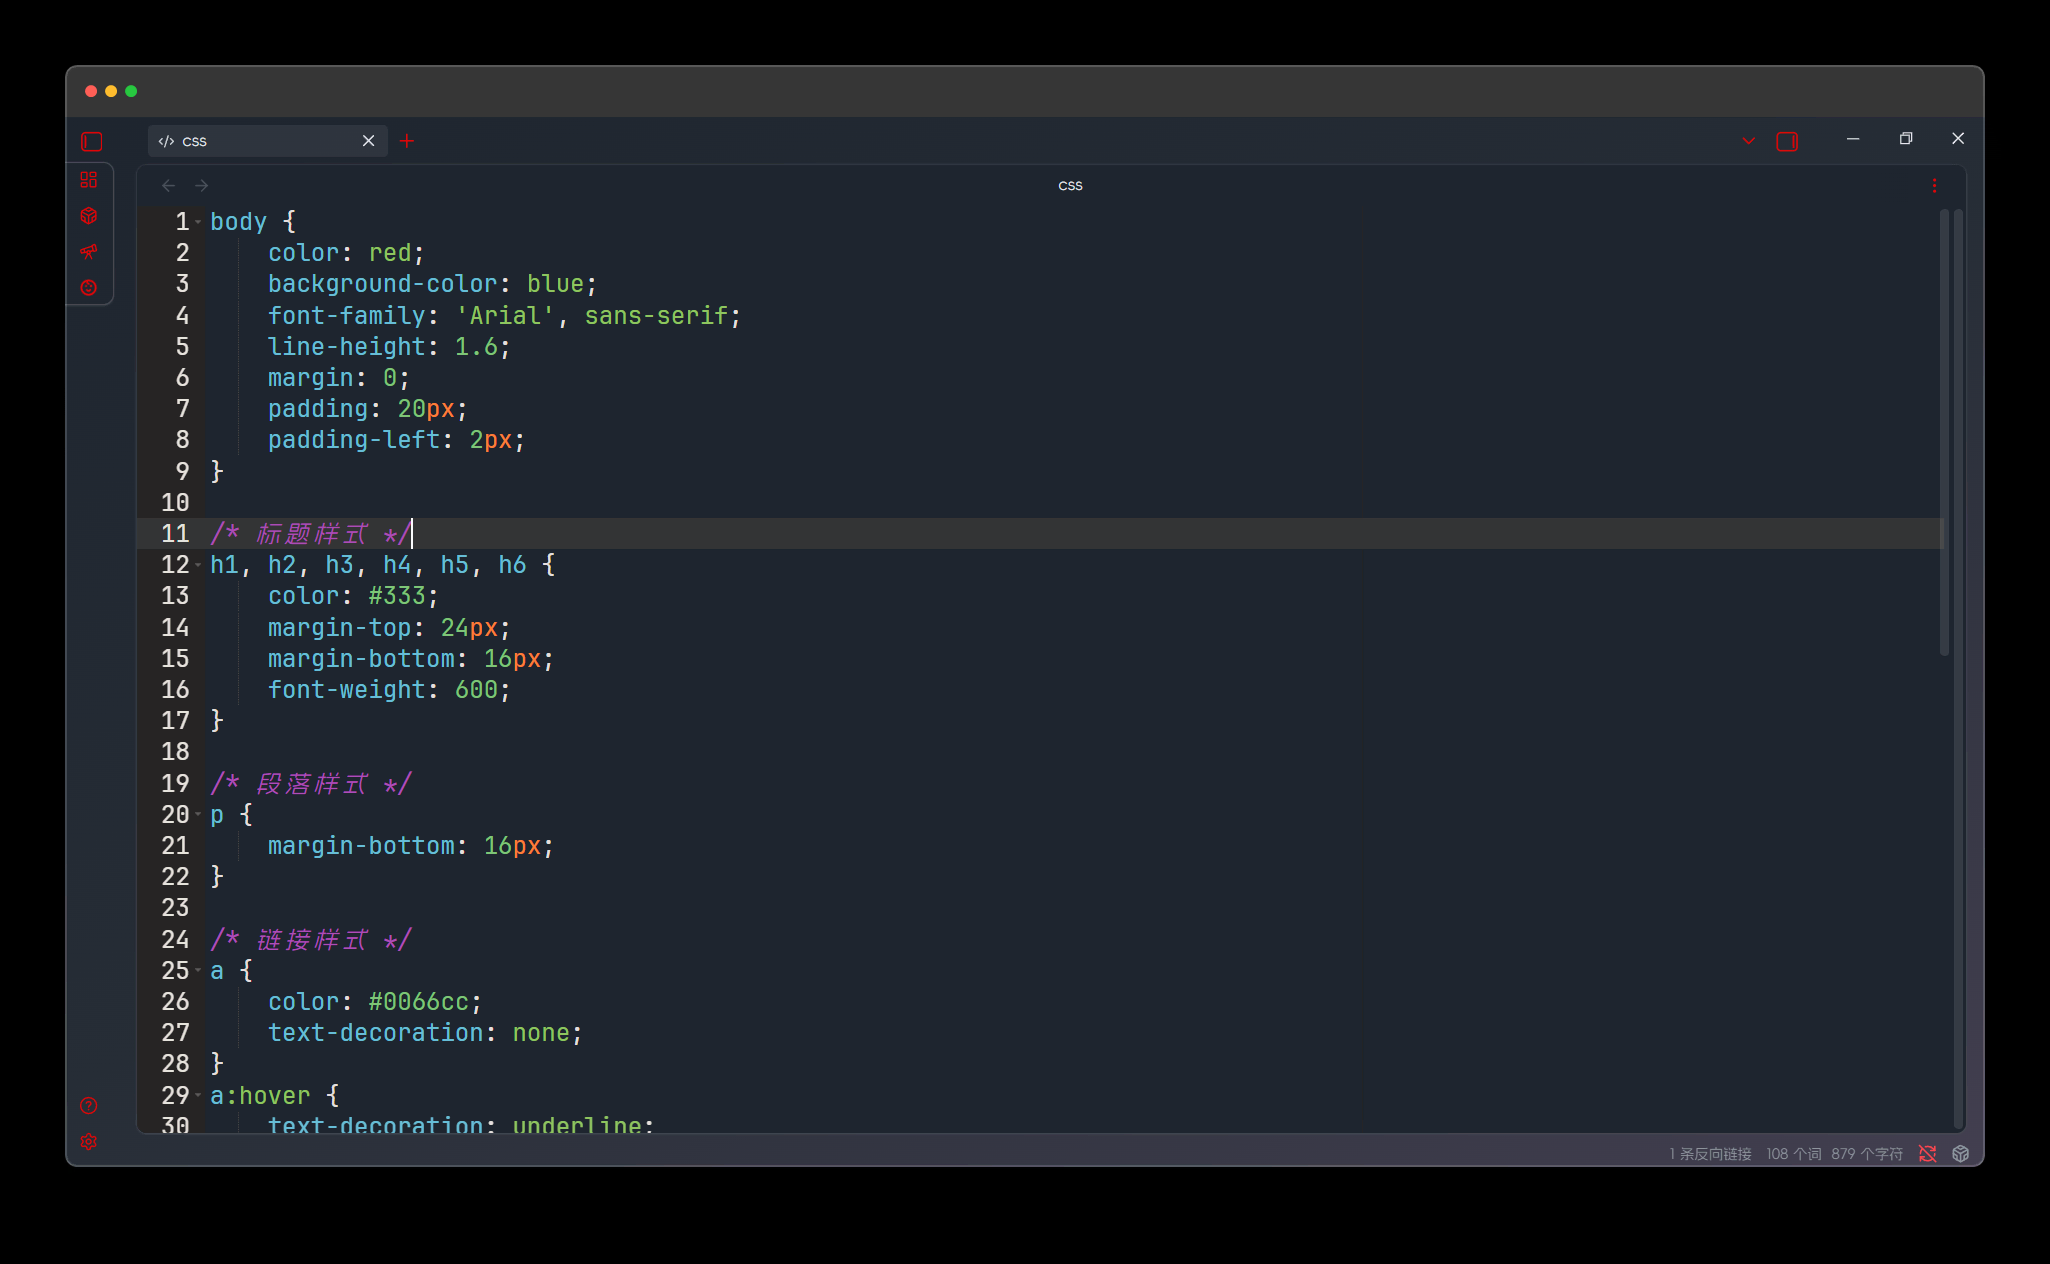 css
css
1 body {
2     color: red;
3     background-color: blue;
4     font-family: 'Arial', sans-serif;
5     line-height: 1.6;
6     margin: 0;
7     padding: 20px;
8     padding-left: 2px;
9 }
10
11 /* 标题样式 */
12 h1, h2, h3, h4, h5, h6 {
13     color: #333;
14     margin-top: 24px;
15     margin-bottom: 16px;
16     font-weight: 600;
17 }
18
19 /* 段落样式 */
20 p {
21     margin-bottom: 16px;
22 }
23
24 /* 链接样式 */
25 a {
26     color: #0066cc;
27     text-decoration: none;
28 }
29 a:hover {
30     text-decoration: underline;
1 条反向链接 108 个词 879 个字符